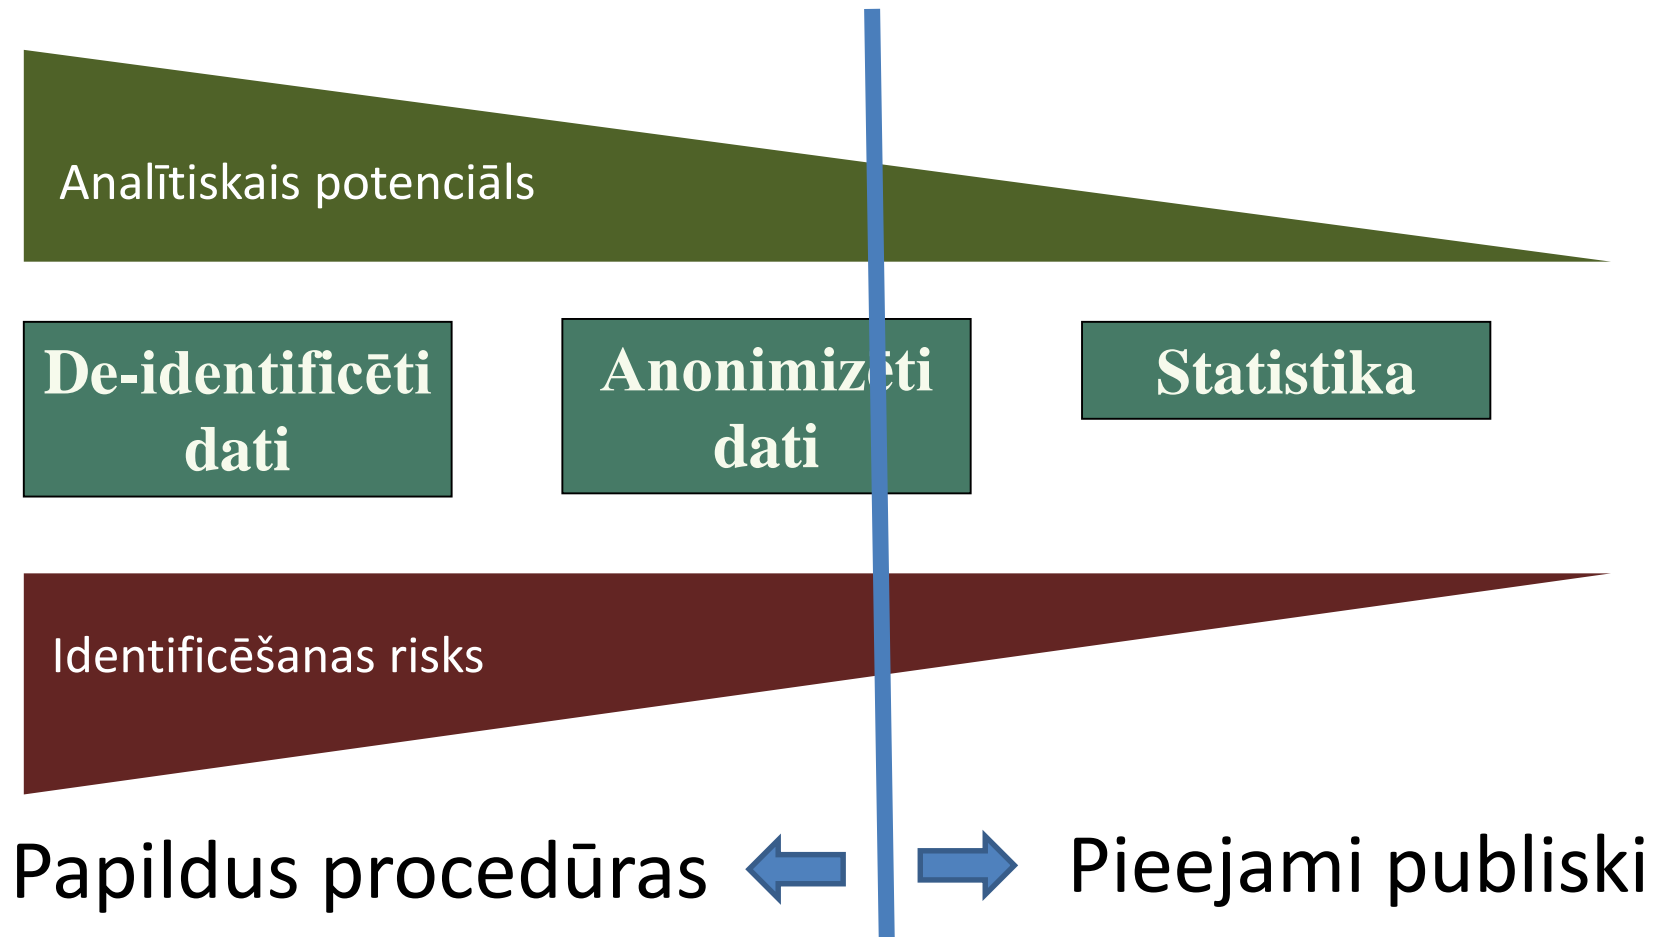 Analītiskais potenciāls
De-identificēti
dati
Anonimizēti
dati
Statistika
Identificēšanas risks
Papildus procedūras
Pieejami publiski